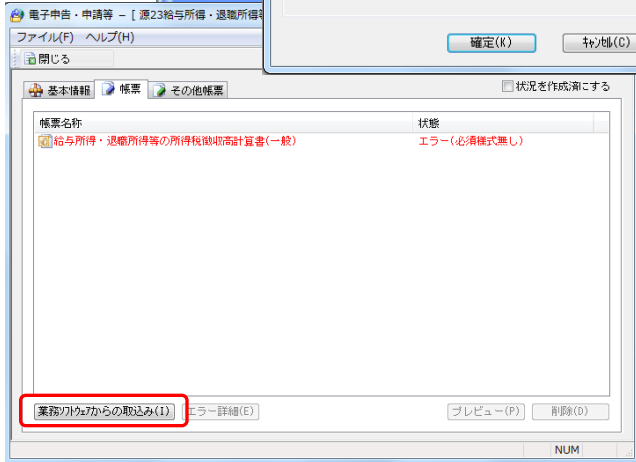 電子申告・申請等 － [ 源23給与所得・退職所得等
ファイル(F) ヘルプ(H)
確定(K) ｷｬﾝｾﾙ(C)
閉じる
基本情報 帳票 その他帳票 状況を作成済にする
帳票名称 状態
給与所得・退職所得等の所得税徴収高計算書(一般) エラー(必須様式無し)
業務ｿﾌﾄｳｪｱからの取込み(I) エラー詳細(E) プレビュー(P) 削除(D)
NUM